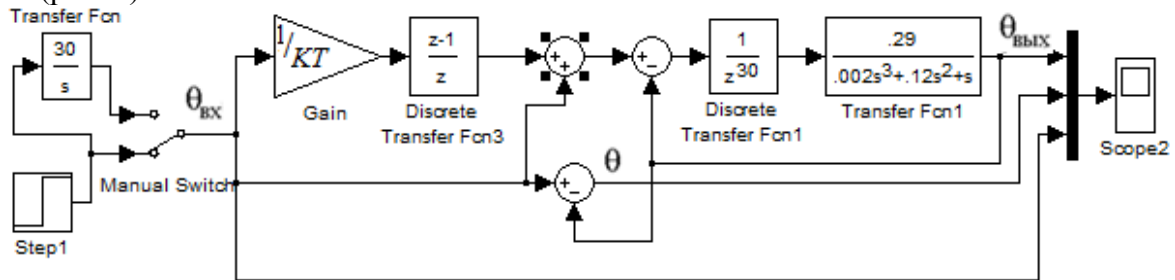 Transfer Fcn
30
s
θвх
Manual Switch
Step1
1/KT
Gain
z-1
z
Discrete
Transfer Fcn3
+
+
+
−
1
z30
Discrete
Transfer Fcn1
.29
.002s3+.12s2+s
Transfer Fcn1
θвых
+
−
θ
Scope2